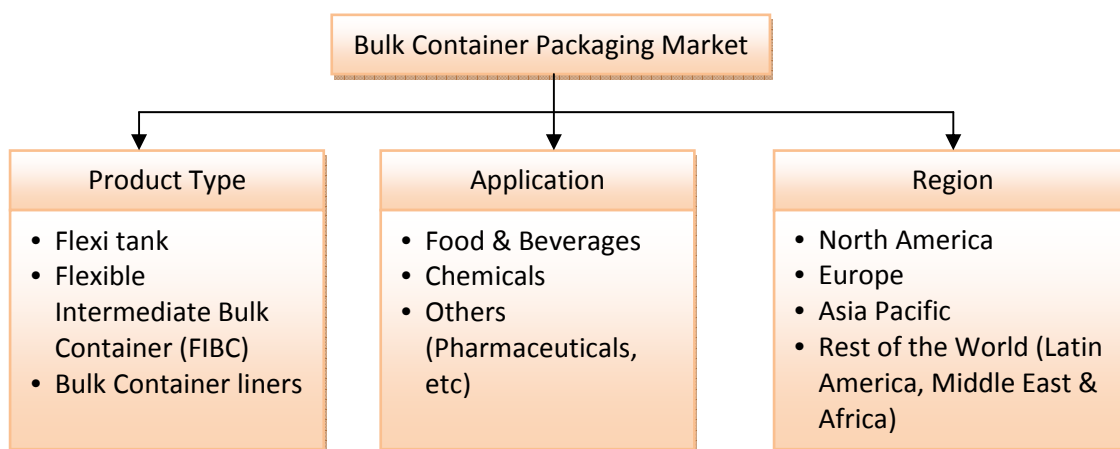 Bulk Container Packaging Market
Product Type
• Flexi tank
• Flexible
Intermediate Bulk
Container (FIBC)
• Bulk Container liners
Application
• Food & Beverages
• Chemicals
• Others
(Pharmaceuticals,
etc)
Region
• North America
• Europe
• Asia Pacific
• Rest of the World (Latin
America, Middle East &
Africa)